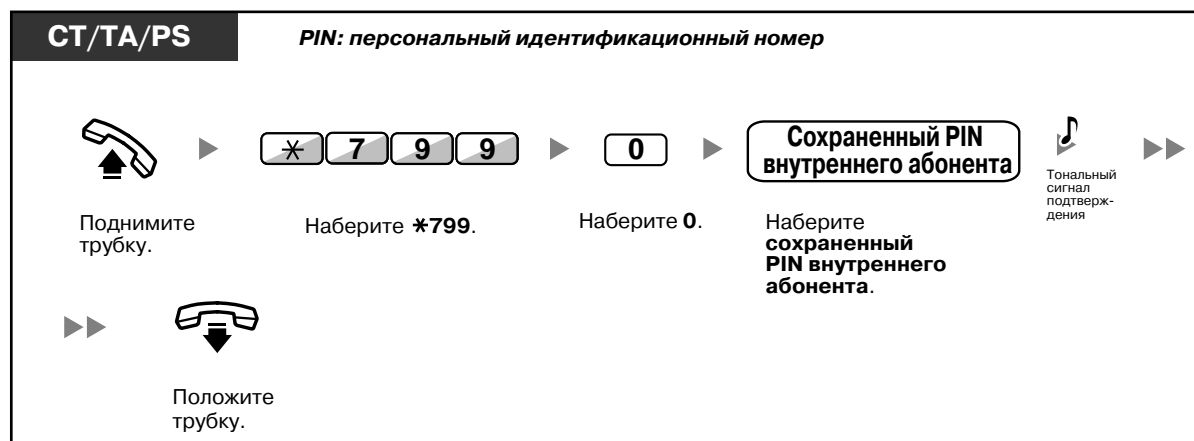 CT/TA/PS
PIN: персональный идентификационный номер
* 7 9 9
0
Сохраненный PIN
внутреннего абонента
Тональный
сигнал
подтверж-
дения
Поднимите
трубку.
Наберите *799.
Наберите 0.
Наберите
сохраненный
PIN внутреннего
абонента.
Положите
трубку.